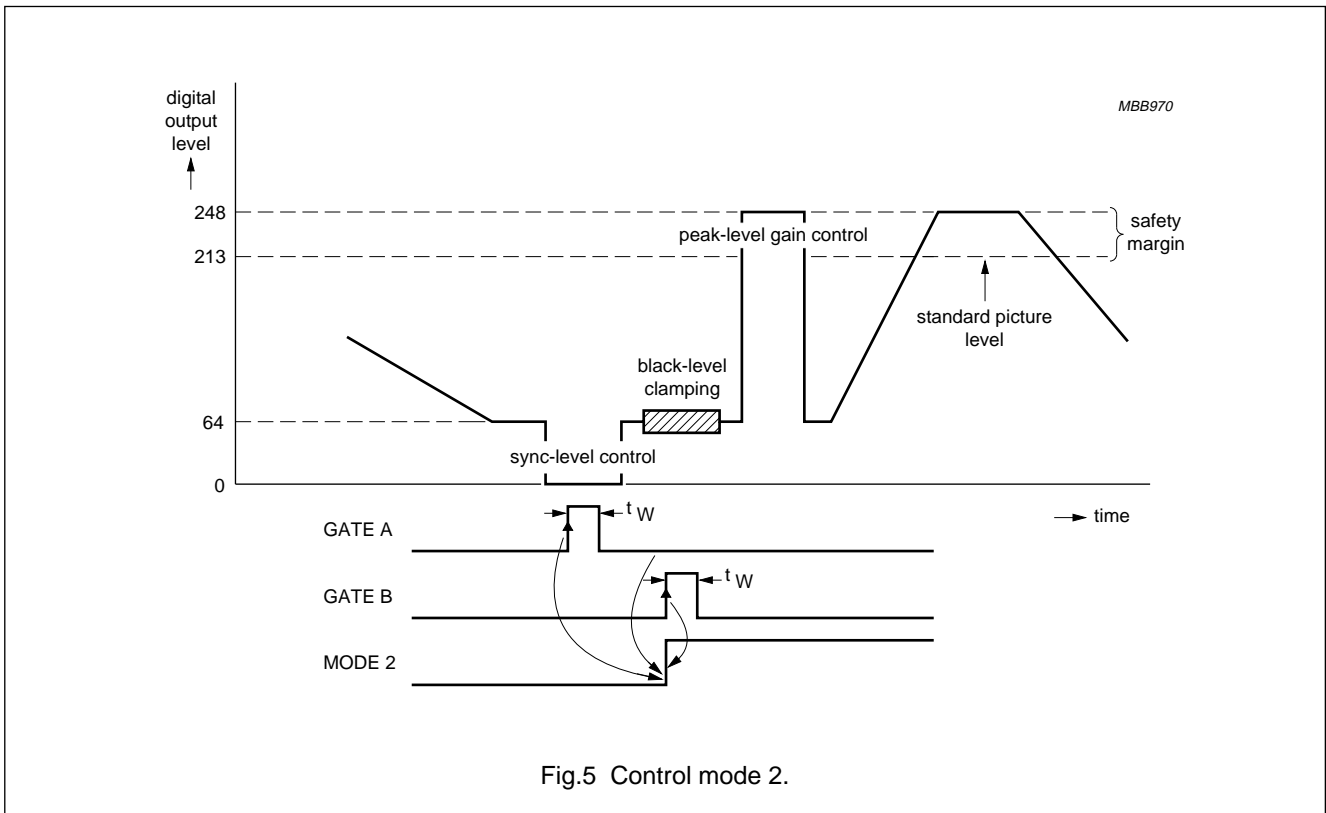 digital
output
level
MBB970
248
safety
margin
peak-level gain control
213
standard picture
level
black-level
clamping
64
sync-level control
0
t W
time
GATE A
t W
GATE B
MODE 2
Fig.5 Control mode 2.